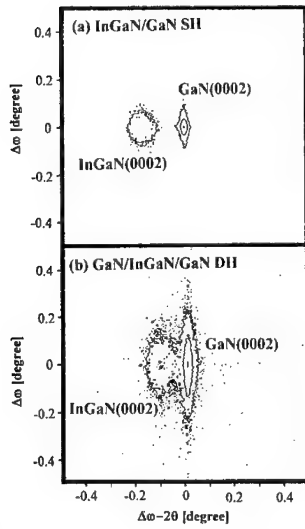 (a) InGaN/GaN SH
0.4
GaN(0002)
0.2
Δω [degree]
0
InGaN(0002)
-0.2
-0.4
(b) GaN/InGaN/GaN DH
0.4
0.2
GaN(0002)
Δω [degree]
0
InGaN(0002)
-0.2
-0.4
-0.4 -0.2 0 0.2 0.4
Δω-2θ [degree]